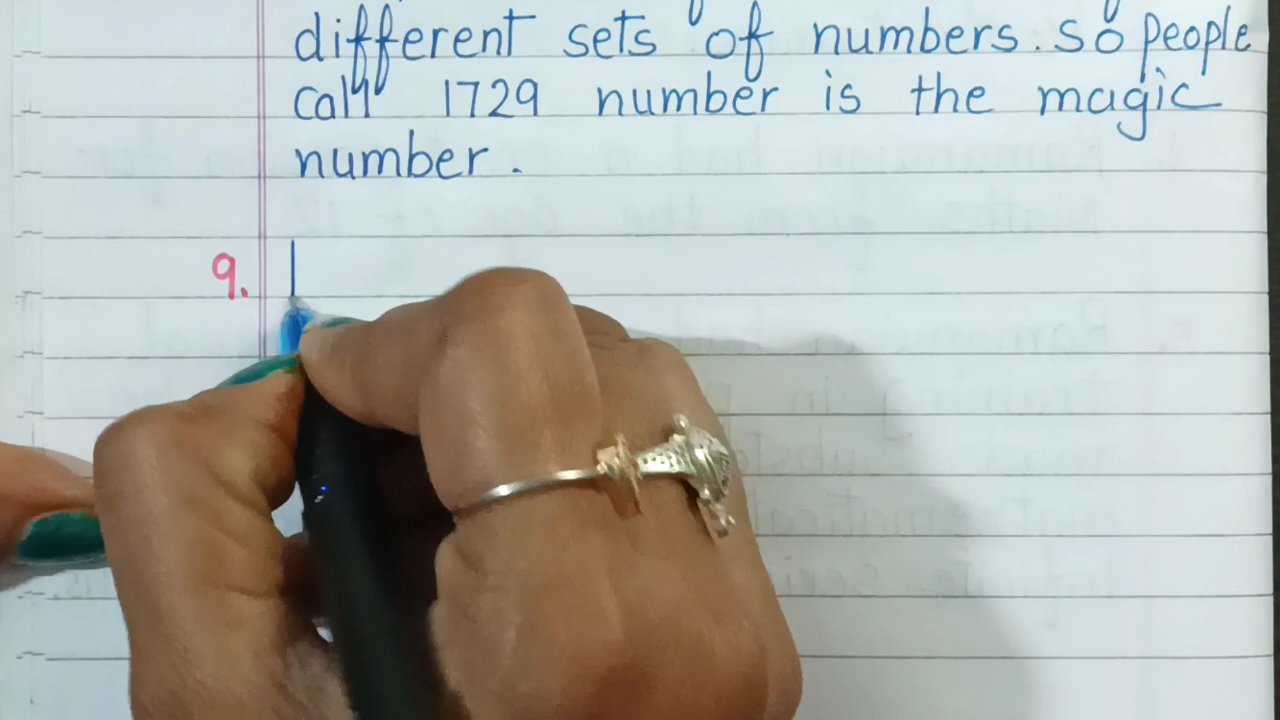 different sets of numbers. so people
call 1729 number is the magic
number.
9.